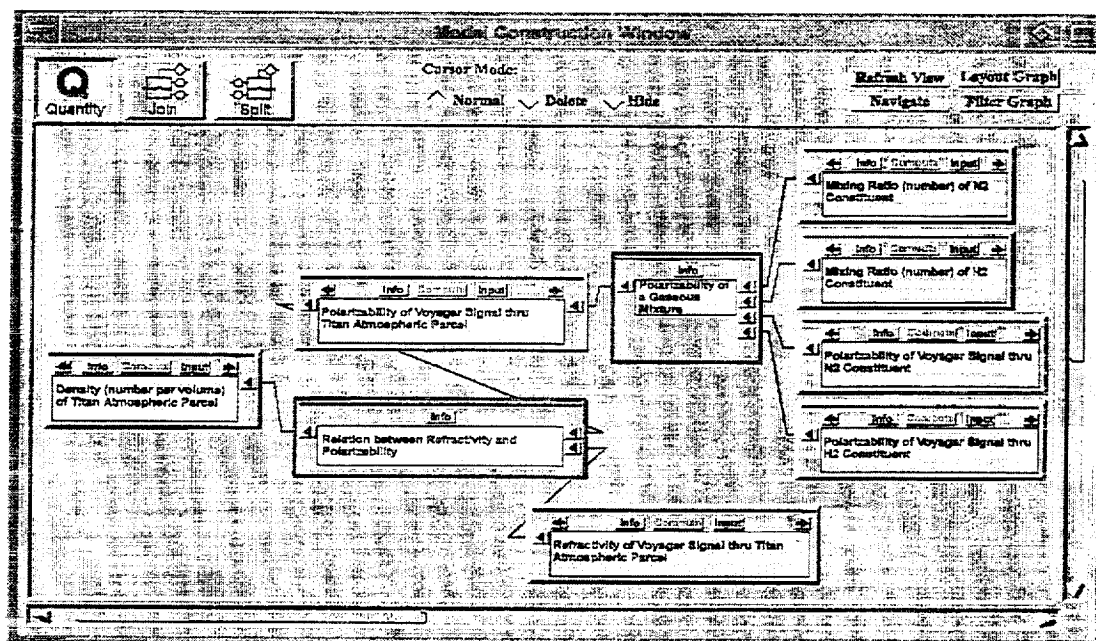 Model Construction Window
Q
Quantity
Join
Split
Cursor Mode:
Normal
Delete
Hide
Refresh View
Layout Graph
Navigate
Filter Graph
Info Compute Input
Mixing Ratio (number) of N2
Constituent
Info Compute Input
Mixing Ratio (number) of H2
Constituent
Info
Polarizability of
a Gaseous
Mixture
Info Compute Input
Polarizability of Voyager Signal thru
Titan Atmospheric Parcel
Info Compute Input
Polarizability of Voyager Signal thru
N2 Constituent
Info Compute Input
Density (number per volume)
of Titan Atmospheric Parcel
Info
Relation between Refractivity and
Polarizability
Info Compute Input
Polarizability of Voyager Signal thru
H2 Constituent
Info Compute Input
Refractivity of Voyager Signal thru Titan
Atmospheric Parcel